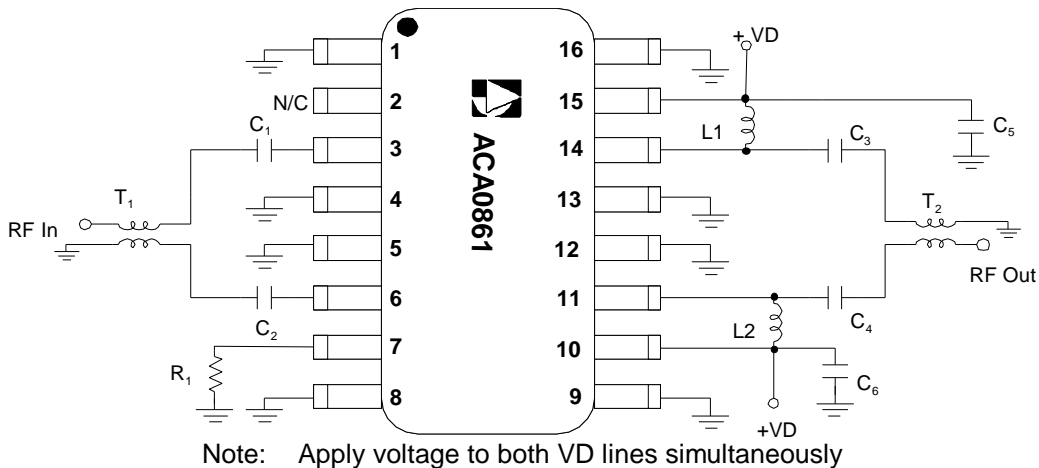 + VD
1
16
N/C
2
15
C1
L1
C3
C5
3
14
T1
4
13
T2
RF In
ACA0861
5
12
RF Out
6
11
C2
C4
L2
7
10
R1
C6
8
9
+VD
Note: Apply voltage to both VD lines simultaneously